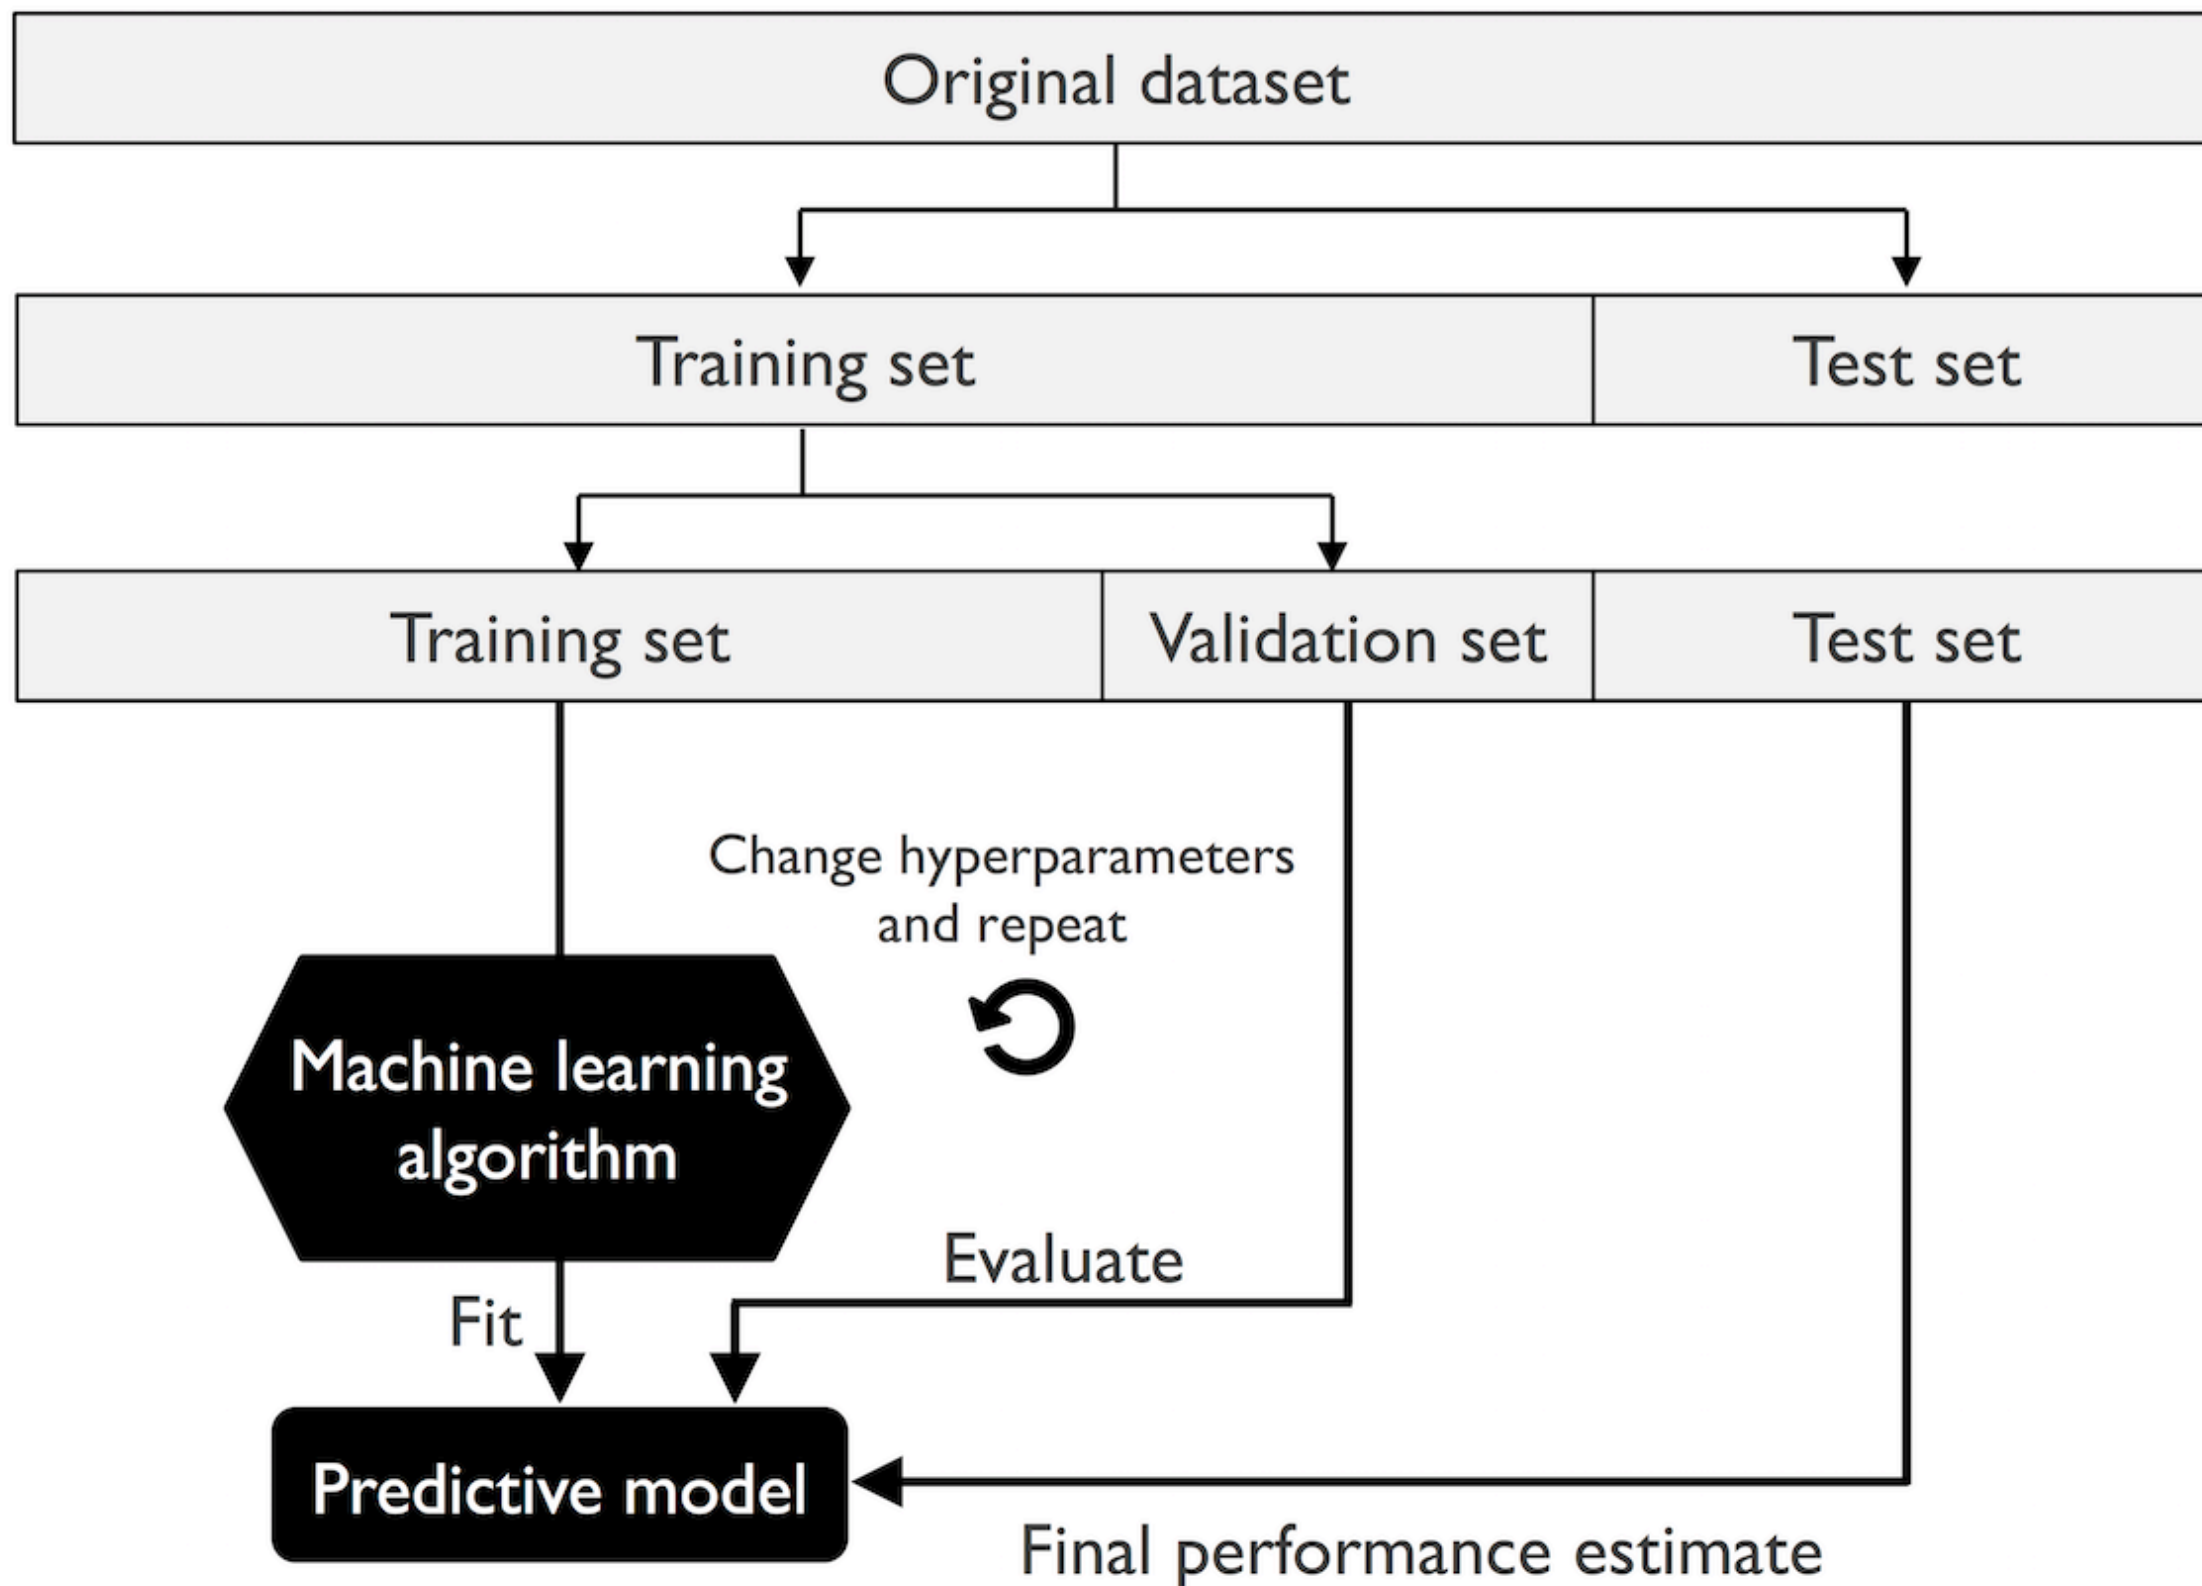 Original dataset
Training set
Test set
Training set
Validation set
Test set
Change hyperparameters
and repeat
Machine learning
algorithm
Evaluate
Fit
Predictive model
Final performance estimate